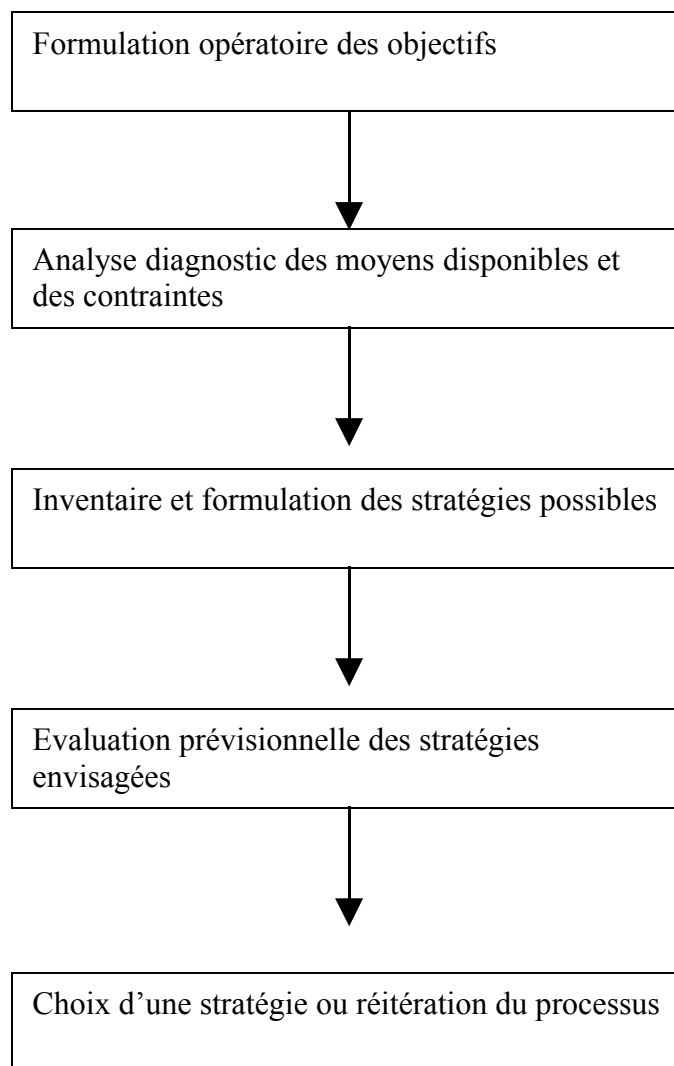 Formulation opératoire des objectifs
Analyse diagnostic des moyens disponibles et
des contraintes
Inventaire et formulation des stratégies possibles
Evaluation prévisionnelle des stratégies
envisagées
Choix d’une stratégie ou réitération du processus